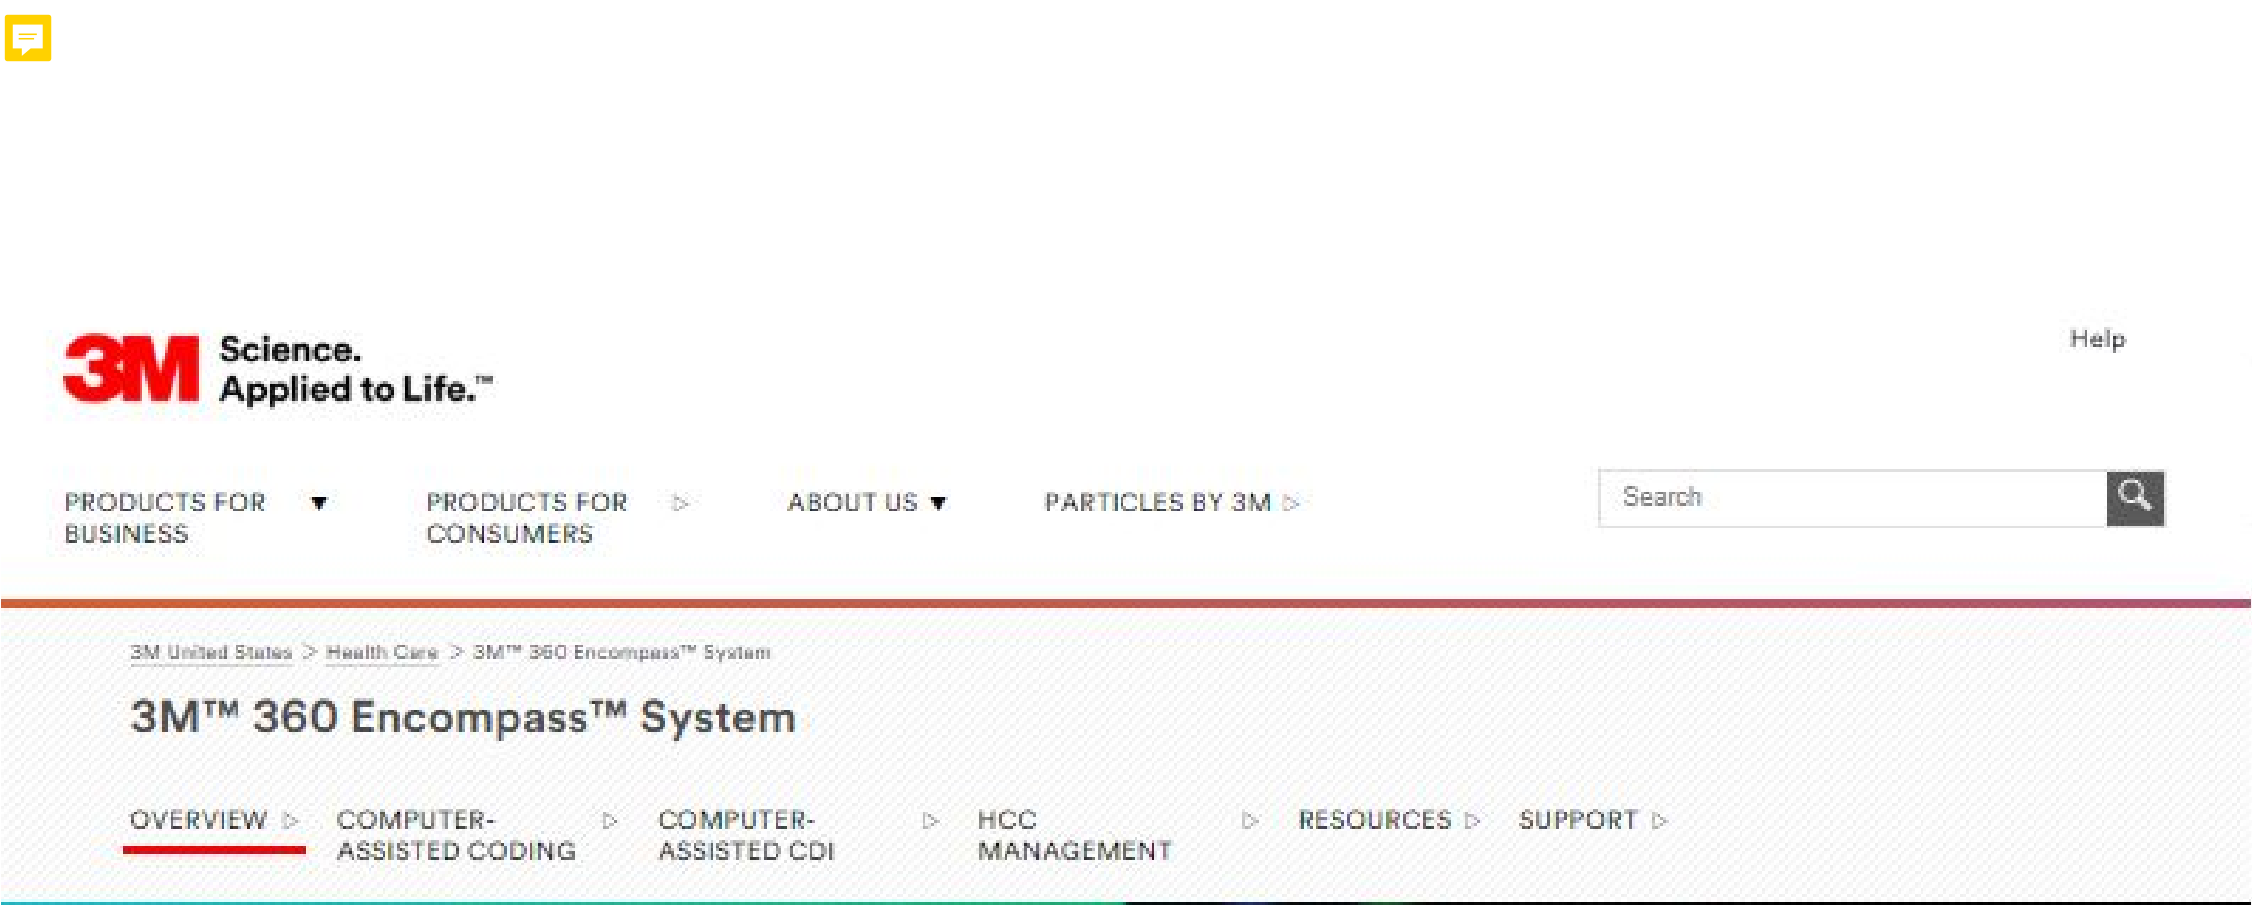 3M Science.
Applied to Life.™
Help
PRODUCTS FOR BUSINESS
PRODUCTS FOR CONSUMERS
ABOUT US
PARTICLES BY 3M
Search
3M United States > Health Care > 3M™ 360 Encompass™ System
3M™ 360 Encompass™ System
OVERVIEW
COMPUTER-
ASSISTED CODING
COMPUTER-
ASSISTED CDI
HCC
MANAGEMENT
RESOURCES
SUPPORT